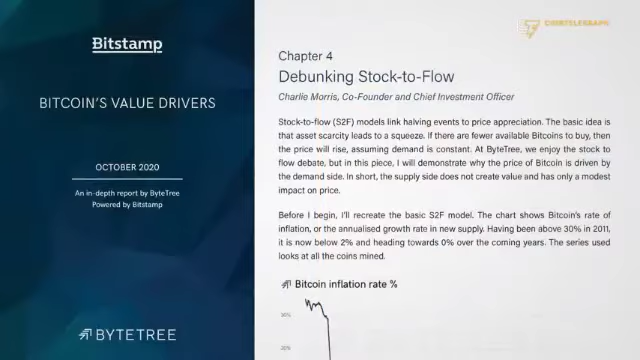 Bitstamp
BITCOIN'S VALUE DRIVERS
OCTOBER 2020
An in-depth report by ByteTree
Powered by Bitstamp
BYTETREE
COINTELEGRAPH
Chapter 4
Debunking Stock-to-Flow
Charlie Morris, Co-Founder and Chief Investment Officer
Stock-to-flow (S2F) models link halving events to price appreciation. The basic idea is
that asset scarcity leads to a squeeze. If there are fewer available Bitcoins to buy, then
the price will rise, assuming demand is constant. At ByteTree, we enjoy the stock to
flow debate, but in this piece, I will demonstrate why the price of Bitcoin is driven by
the demand side. In short, the supply side does not create value and has only a modest
impact on price.
Before I begin, I'll recreate the basic S2F model. The chart shows Bitcoin's rate of
inflation, or the annualised growth rate in new supply. Having been above 30% in 2011,
it is now below 2% and heading towards 0% over the coming years. The series used
looks at all the coins mined.
Bitcoin inflation rate %
30%
20%